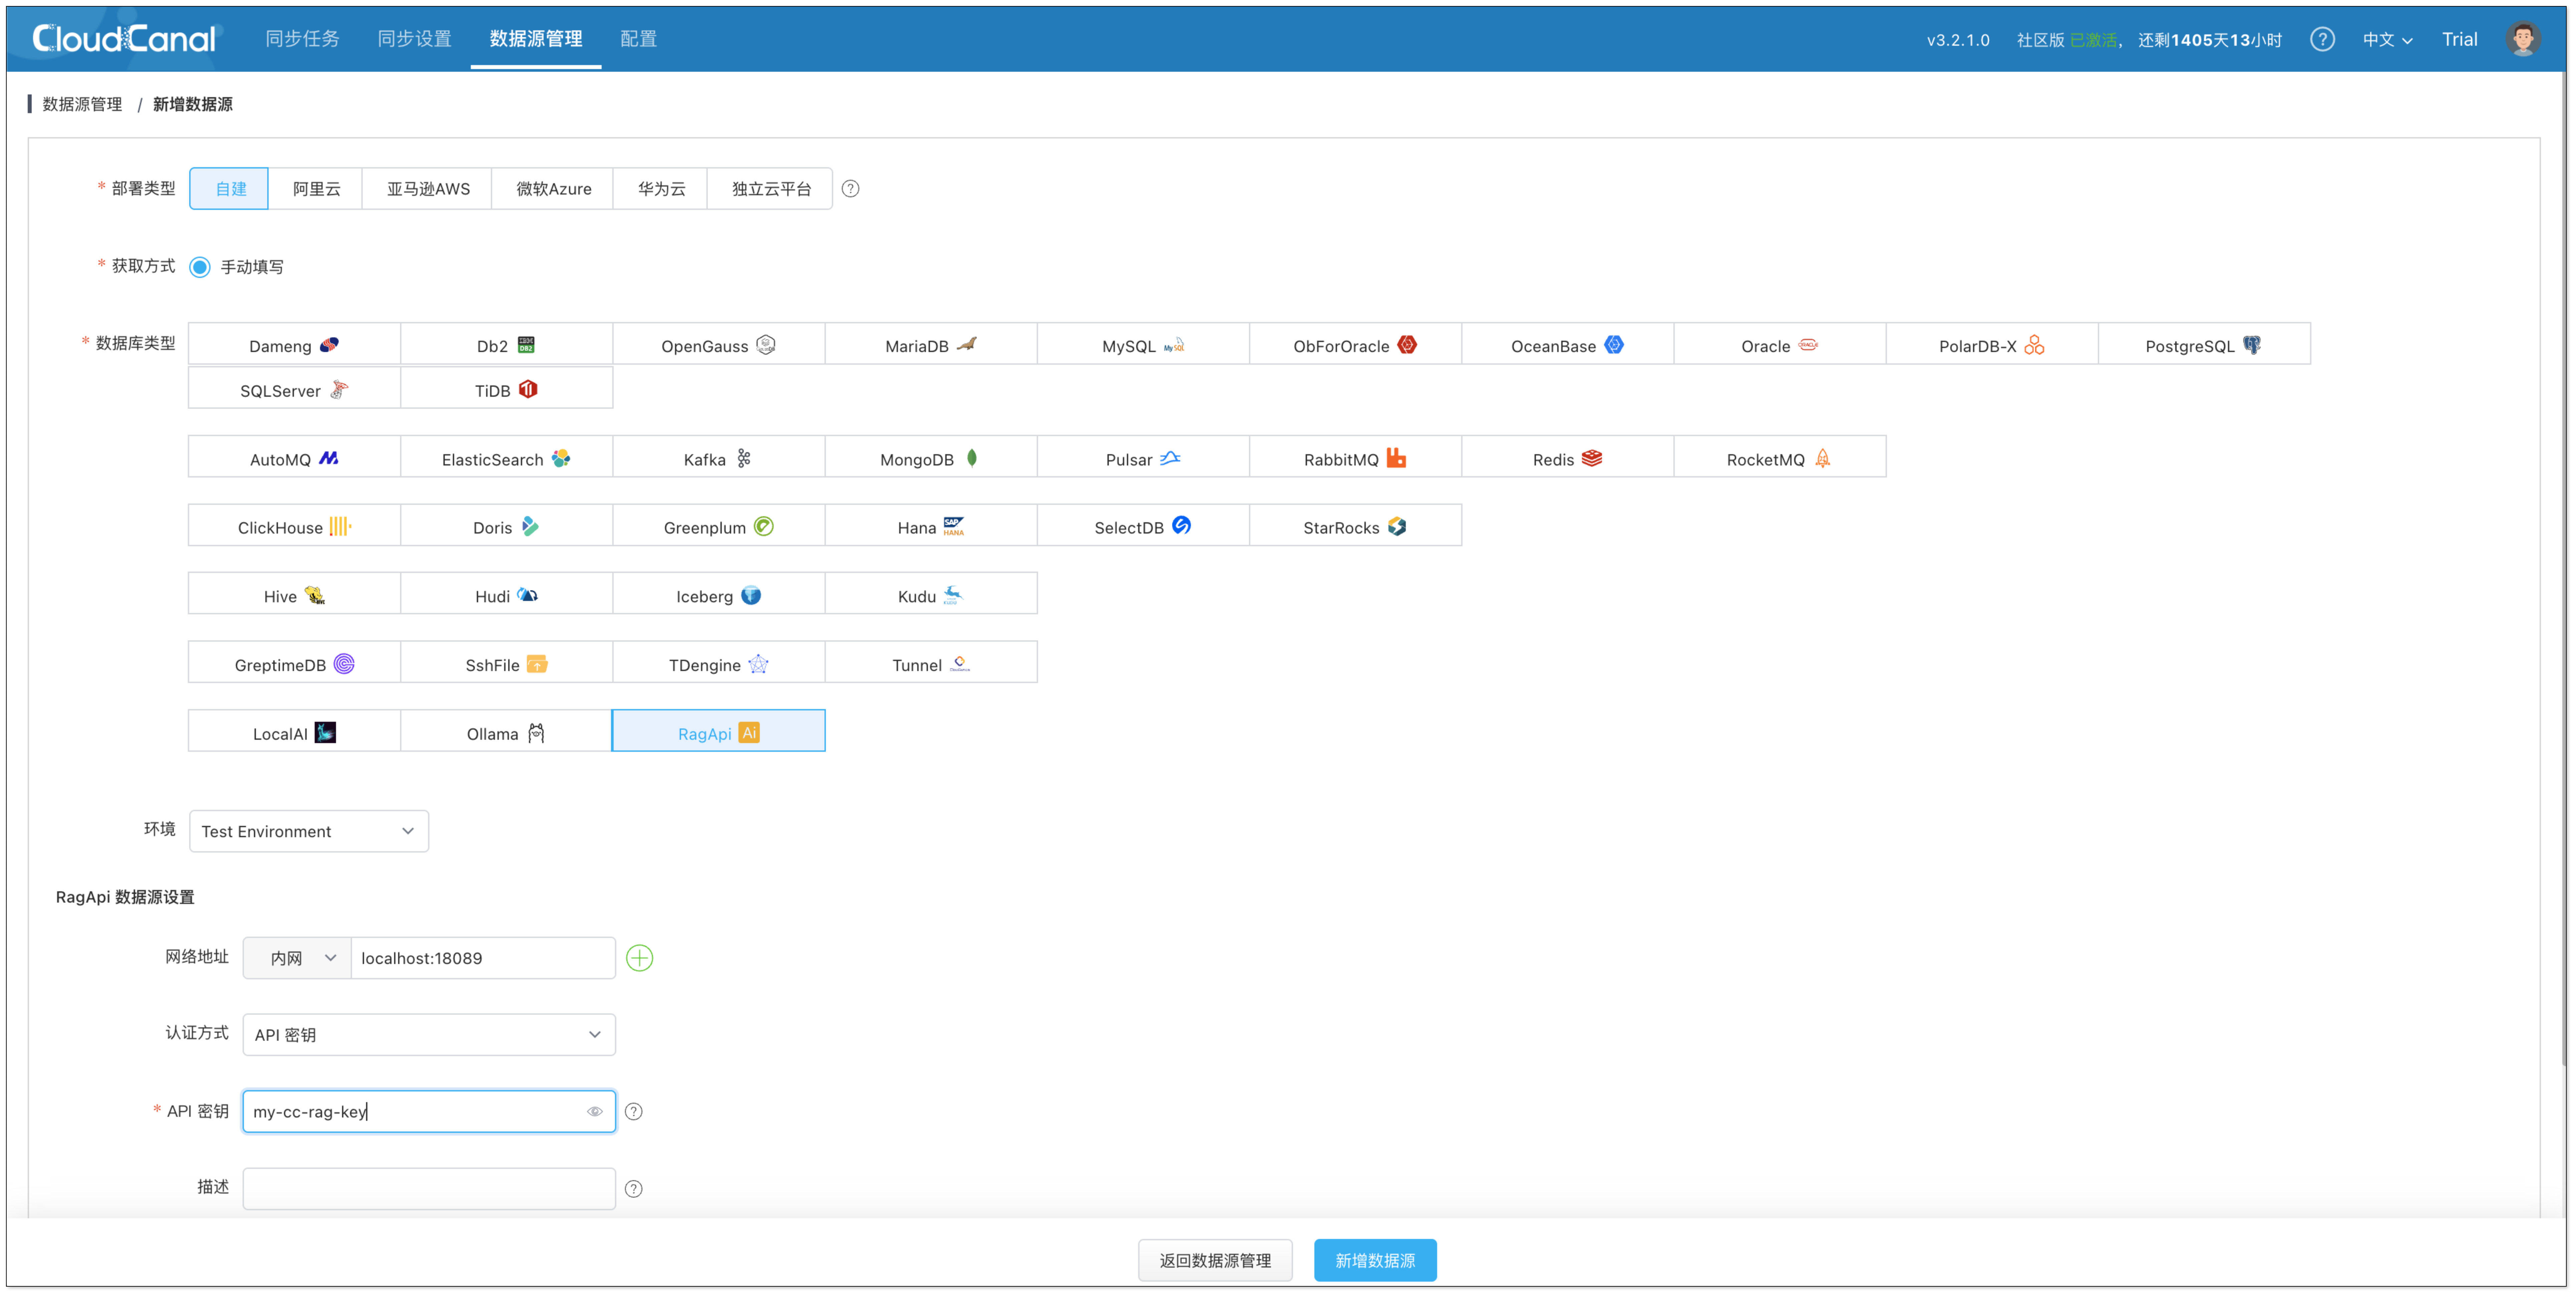 CloudCanal 同步任务 同步设置 数据源管理 配置 v3.2.1.0 社区版 已激活, 还剩1405天13小时 ? 中文 Trial
数据源管理 / 新增数据源
* 部署类型 自建 阿里云 亚马逊AWS 微软Azure 华为云 独立云平台 ?
* 获取方式 手动填写
* 数据库类型 Dameng Db2 OpenGauss MariaDB MySQL ObForOracle OceanBase Oracle PolarDB-X PostgreSQL
SQLServer TiDB
AutoMQ ElasticSearch Kafka MongoDB Pulsar RabbitMQ Redis RocketMQ
ClickHouse Doris Greenplum Hana SelectDB StarRocks
Hive Hudi Iceberg Kudu
GreptimeDB SshFile TDengine Tunnel
LocalAI Ollama RagApi Ai
环境 Test Environment
RagApi 数据源设置
网络地址 内网 localhost:18089
认证方式 API 密钥
* API 密钥 my-cc-rag-key ?
描述 ?
返回数据源管理 新增数据源